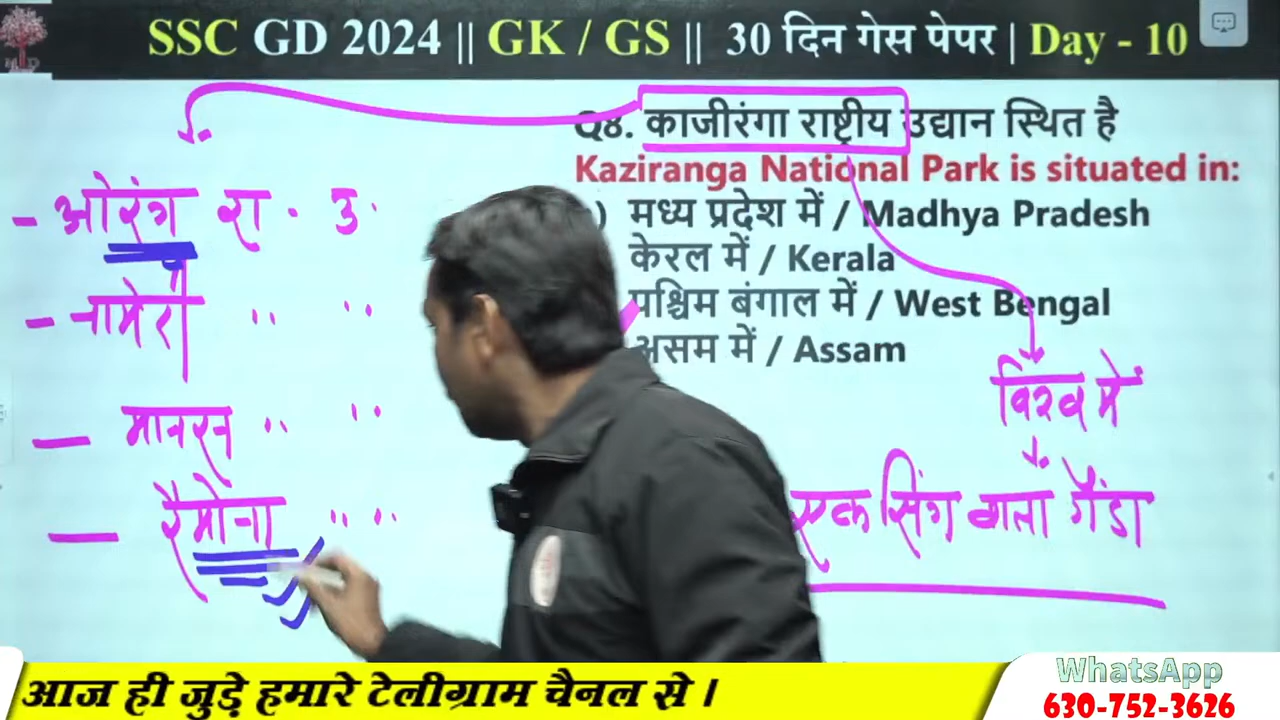 SSC GD 2024 || GK / GS || 30 दिन गेस पेपर | Day - 10
Q8. काजीरंगा राष्ट्रीय उद्यान स्थित है
Kaziranga National Park is situated in:
) मध्य प्रदेश में / Madhya Pradesh
केरल में / Kerala
पश्चिम बंगाल में / West Bengal
असम में / Assam
- ओरंग रा. उ.
- नामेरी " "
- मानस " "
- रैमोना " "
विश्व में
एक सिंग वाला गैंडा
आज ही जुड़े हमारे टेलीग्राम चैनल से ।
WhatsApp
630-752-3626